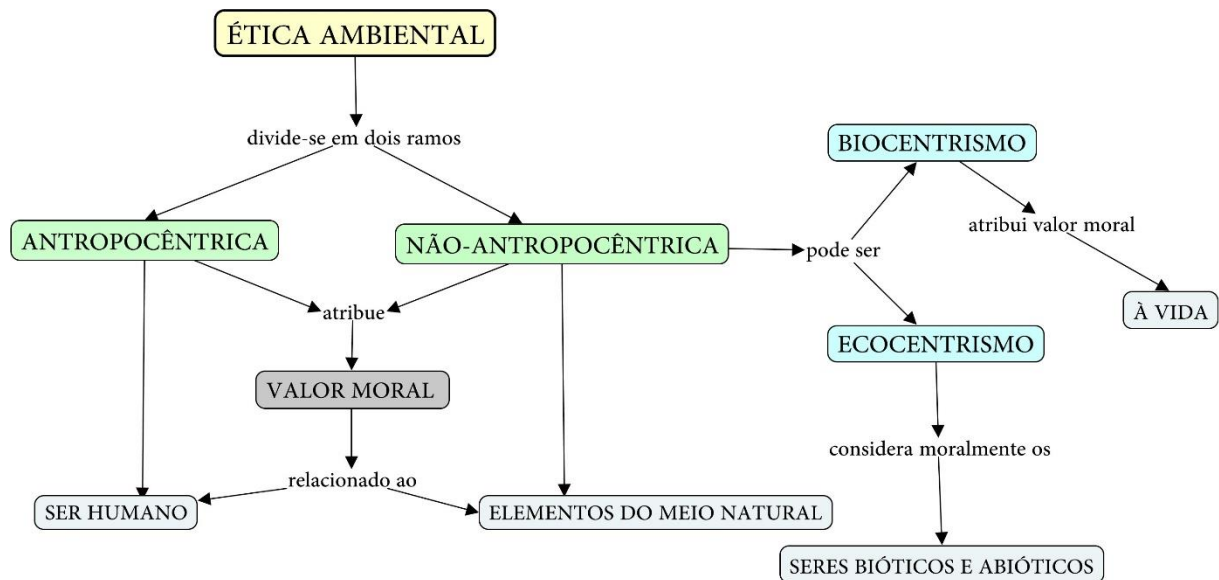 ÉTICA AMBIENTAL
divide-se em dois ramos
ANTROPOCÊNTRICA
NÃO-ANTROPOCÊNTRICA
atribue
VALOR MORAL
relacionado ao
SER HUMANO
ELEMENTOS DO MEIO NATURAL
pode ser
BIOCENTRISMO
atribui valor moral
À VIDA
ECOCENTRISMO
considera moralmente os
SERES BIÓTICOS E ABIÓTICOS